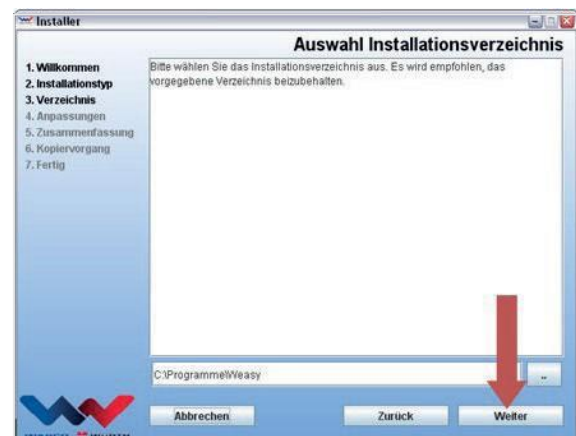 Installer
Auswahl Installationsverzeichnis
1. Willkommen
2. Installationstyp
3. Verzeichnis
4. Anpassungen
5. Zusammenfassung
6. Kopiervorgang
7. Fertig
Bitte wählen Sie das Installationsverzeichnis aus. Es wird empfohlen, das
vorgegebene Verzeichnis beizubehalten.
C:\Programme\Weasy
..
Abbrechen
Zurück
Weiter